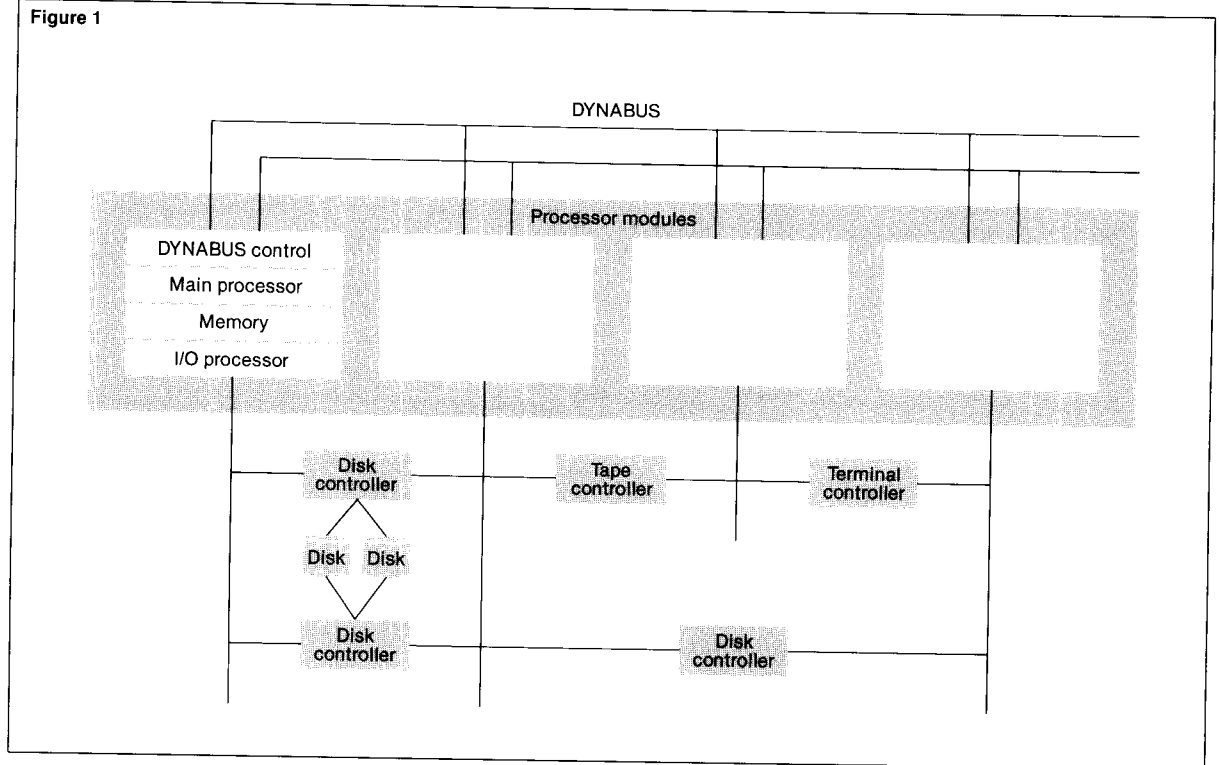 Figure 1
DYNABUS
Processor modules
DYNABUS control
Main processor
Memory
I/O processor
Disk
controller
Tape
controller
Terminal
controller
Disk Disk
Disk
controller
Disk
controller